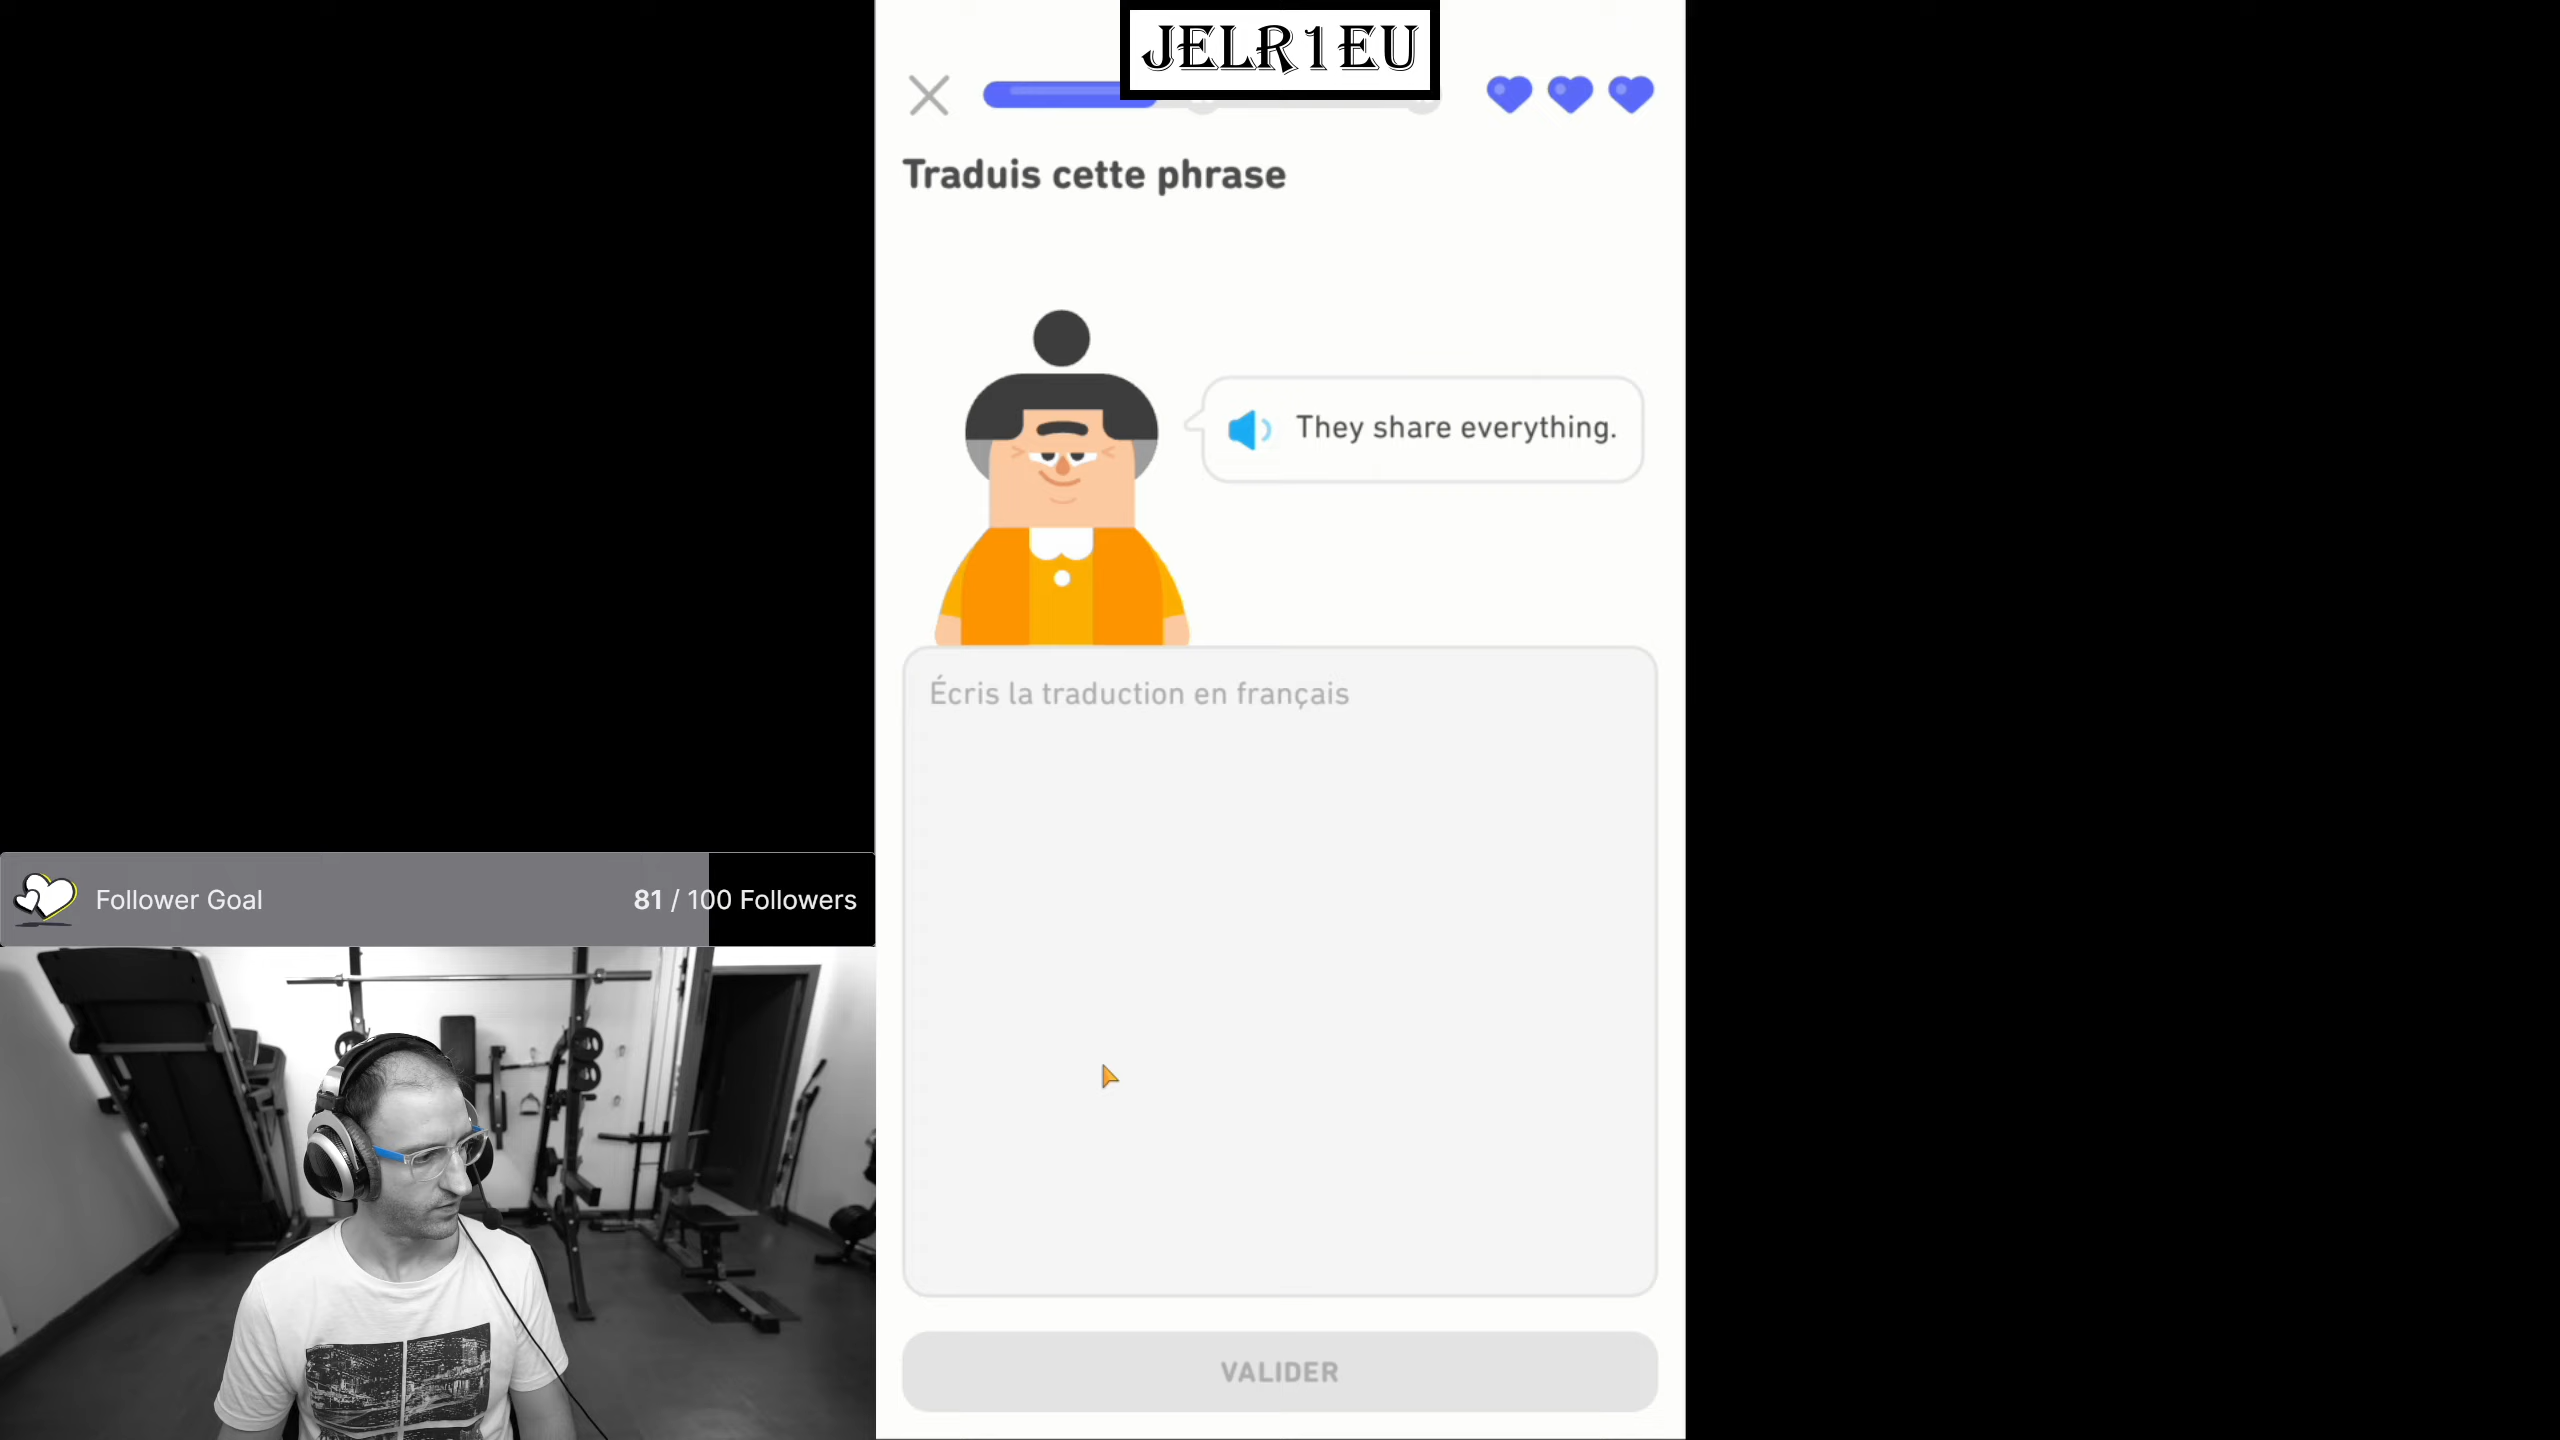 JELR1EU
Traduis cette phrase
They share everything.
Écris la traduction en français
Follower Goal
81 / 100 Followers
VALIDER